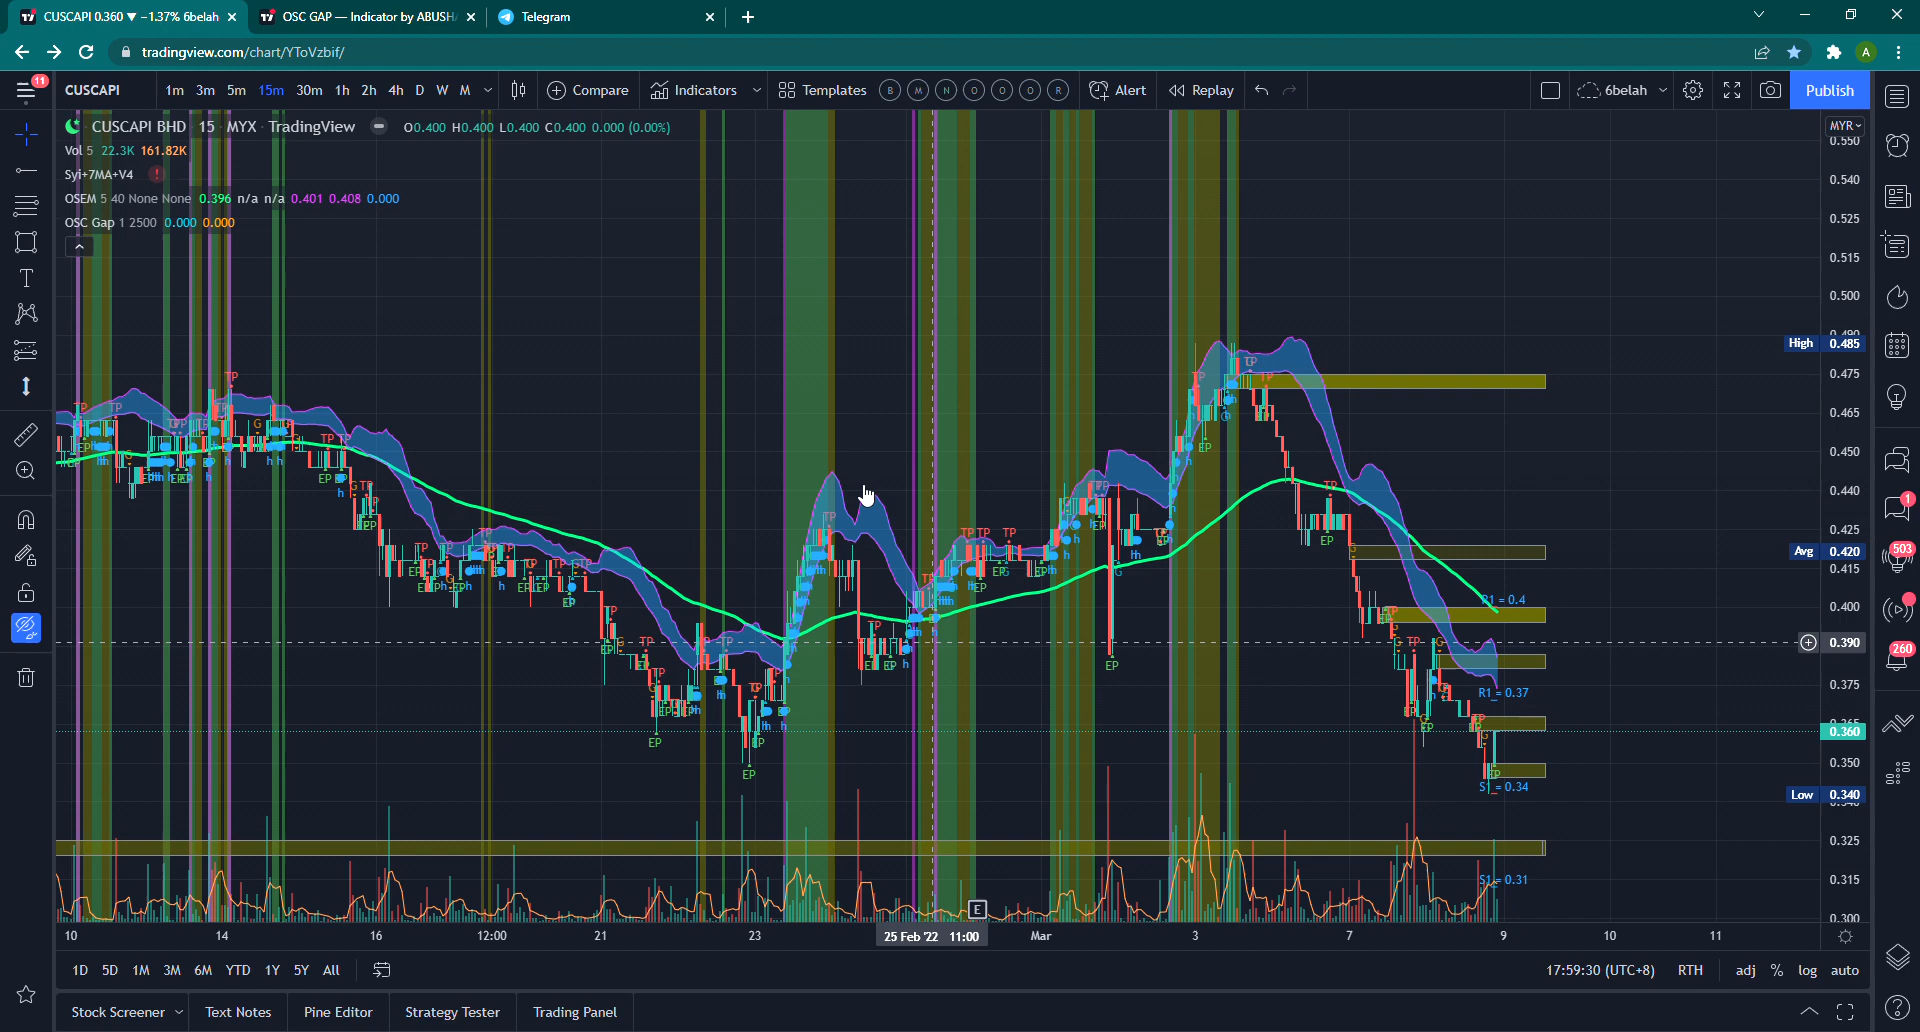 CUSCAPI 0.360 ▼ −1.37% 6belah
OSC GAP — Indicator by ABUSH
Telegram
tradingview.com/chart/YToVzbif/
A
11
CUSCAPI
1m 3m 5m 15m 30m 1h 2h 4h D W M
Compare
Indicators
Templates
B M N O O O R
Alert
Replay
6belah
Publish
CUSCAPI BHD · 15 · MYX · TradingView
O0.400 H0.400 L0.400 C0.400 0.000 (0.00%)
Vol 5 22.3K 161.82K
Syi+7MA+V4
OSEM 5 40 None None 0.396 n/a n/a 0.401 0.408 0.000
OSC Gap 1 2500 0.000 0.000
MYR
0.550
0.540
0.525
0.515
0.500
0.490
High 0.485
0.475
0.465
0.450
0.440
0.425
Avg 0.420
0.415
0.400
0.390
0.375
0.365
0.360
0.350
Low 0.340
0.325
0.315
0.300
R1 = 0.4
R1 = 0.37
S1 = 0.34
S1 = 0.31
1
503
260
E
10 14 16 12:00 21 23 25 Feb '22 11:00 Mar 3 7 9 10 11
1D 5D 1M 3M 6M YTD 1Y 5Y All
17:59:30 (UTC+8) RTH adj % log auto
Stock Screener
Text Notes
Pine Editor
Strategy Tester
Trading Panel